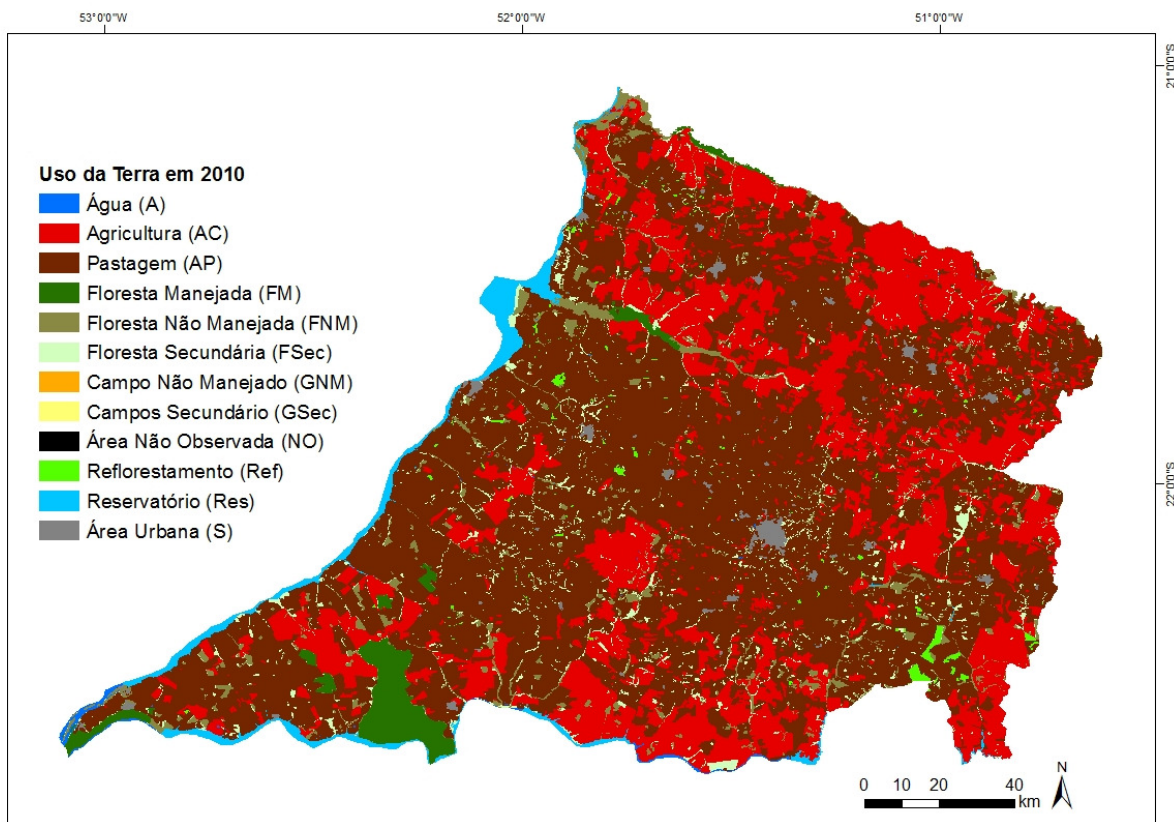 53°0'0"W
52°0'0"W
51°0'0"W
21°0'0"S
22°0'0"S
Uso da Terra em 2010
Água (A)
Agricultura (AC)
Pastagem (AP)
Floresta Manejada (FM)
Floresta Não Manejada (FNM)
Floresta Secundária (FSec)
Campo Não Manejado (GNM)
Campos Secundário (GSec)
Área Não Observada (NO)
Reflorestamento (Ref)
Reservatório (Res)
Área Urbana (S)
N
0 10 20 40
km